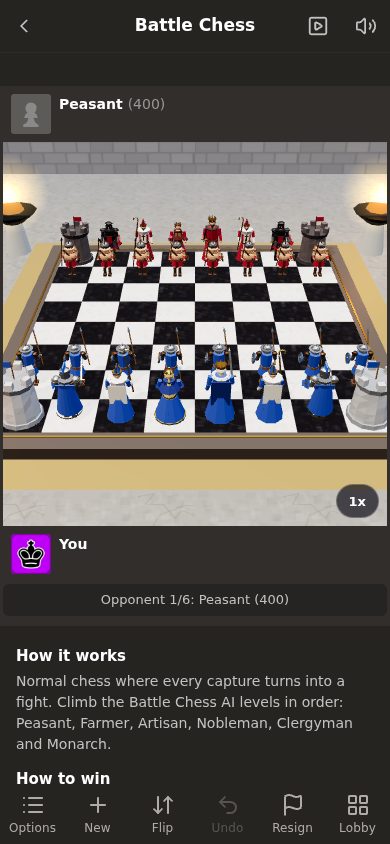 Battle Chess
Peasant (400)
1x
You
Opponent 1/6: Peasant (400)
How it works
Normal chess where every capture turns into a
fight. Climb the Battle Chess AI levels in order:
Peasant, Farmer, Artisan, Nobleman, Clergyman
and Monarch.
How to win
Options New Flip Undo Resign Lobby